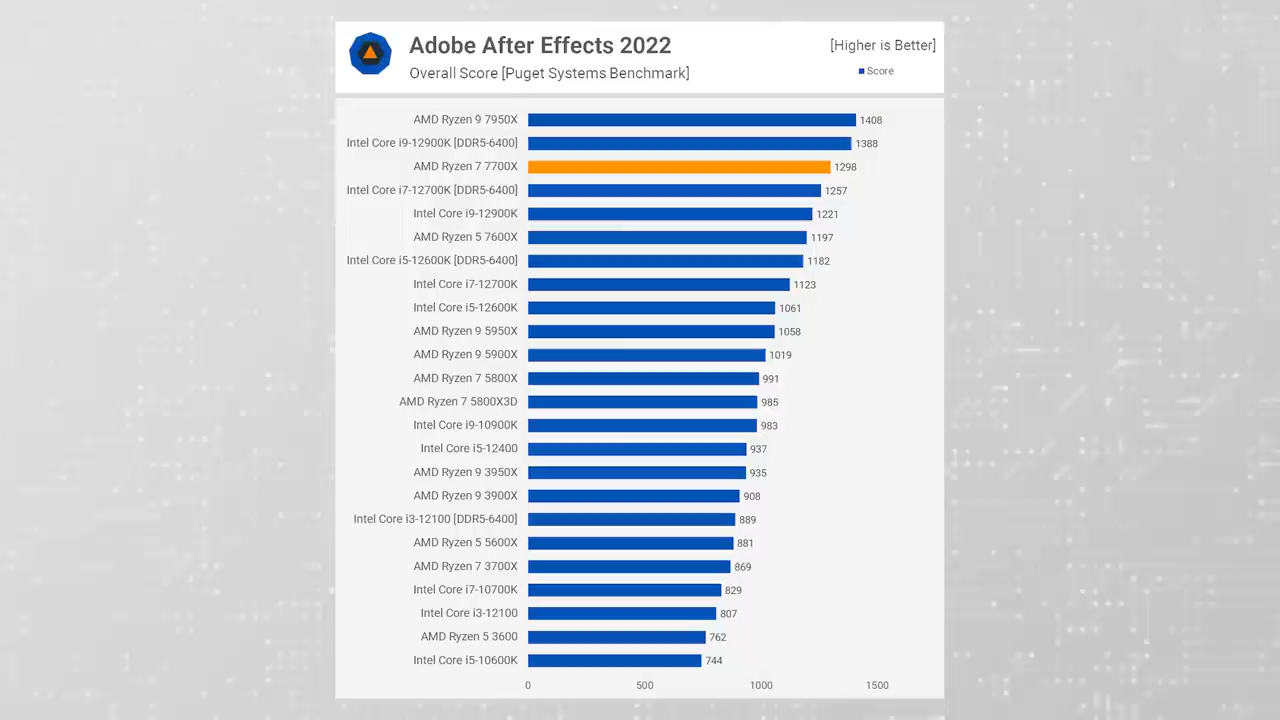 Adobe After Effects 2022
[Higher is Better]
Overall Score [Puget Systems Benchmark]
Score
AMD Ryzen 9 7950X 1408
Intel Core i9-12900K [DDR5-6400] 1388
AMD Ryzen 7 7700X 1298
Intel Core i7-12700K [DDR5-6400] 1257
Intel Core i9-12900K 1221
AMD Ryzen 5 7600X 1197
Intel Core i5-12600K [DDR5-6400] 1182
Intel Core i7-12700K 1123
Intel Core i5-12600K 1061
AMD Ryzen 9 5950X 1058
AMD Ryzen 9 5900X 1019
AMD Ryzen 7 5800X 991
AMD Ryzen 7 5800X3D 985
Intel Core i9-10900K 983
Intel Core i5-12400 937
AMD Ryzen 9 3950X 935
AMD Ryzen 9 3900X 908
Intel Core i3-12100 [DDR5-6400] 889
AMD Ryzen 5 5600X 881
AMD Ryzen 7 3700X 869
Intel Core i7-10700K 829
Intel Core i3-12100 807
AMD Ryzen 5 3600 762
Intel Core i5-10600K 744
0 500 1000 1500